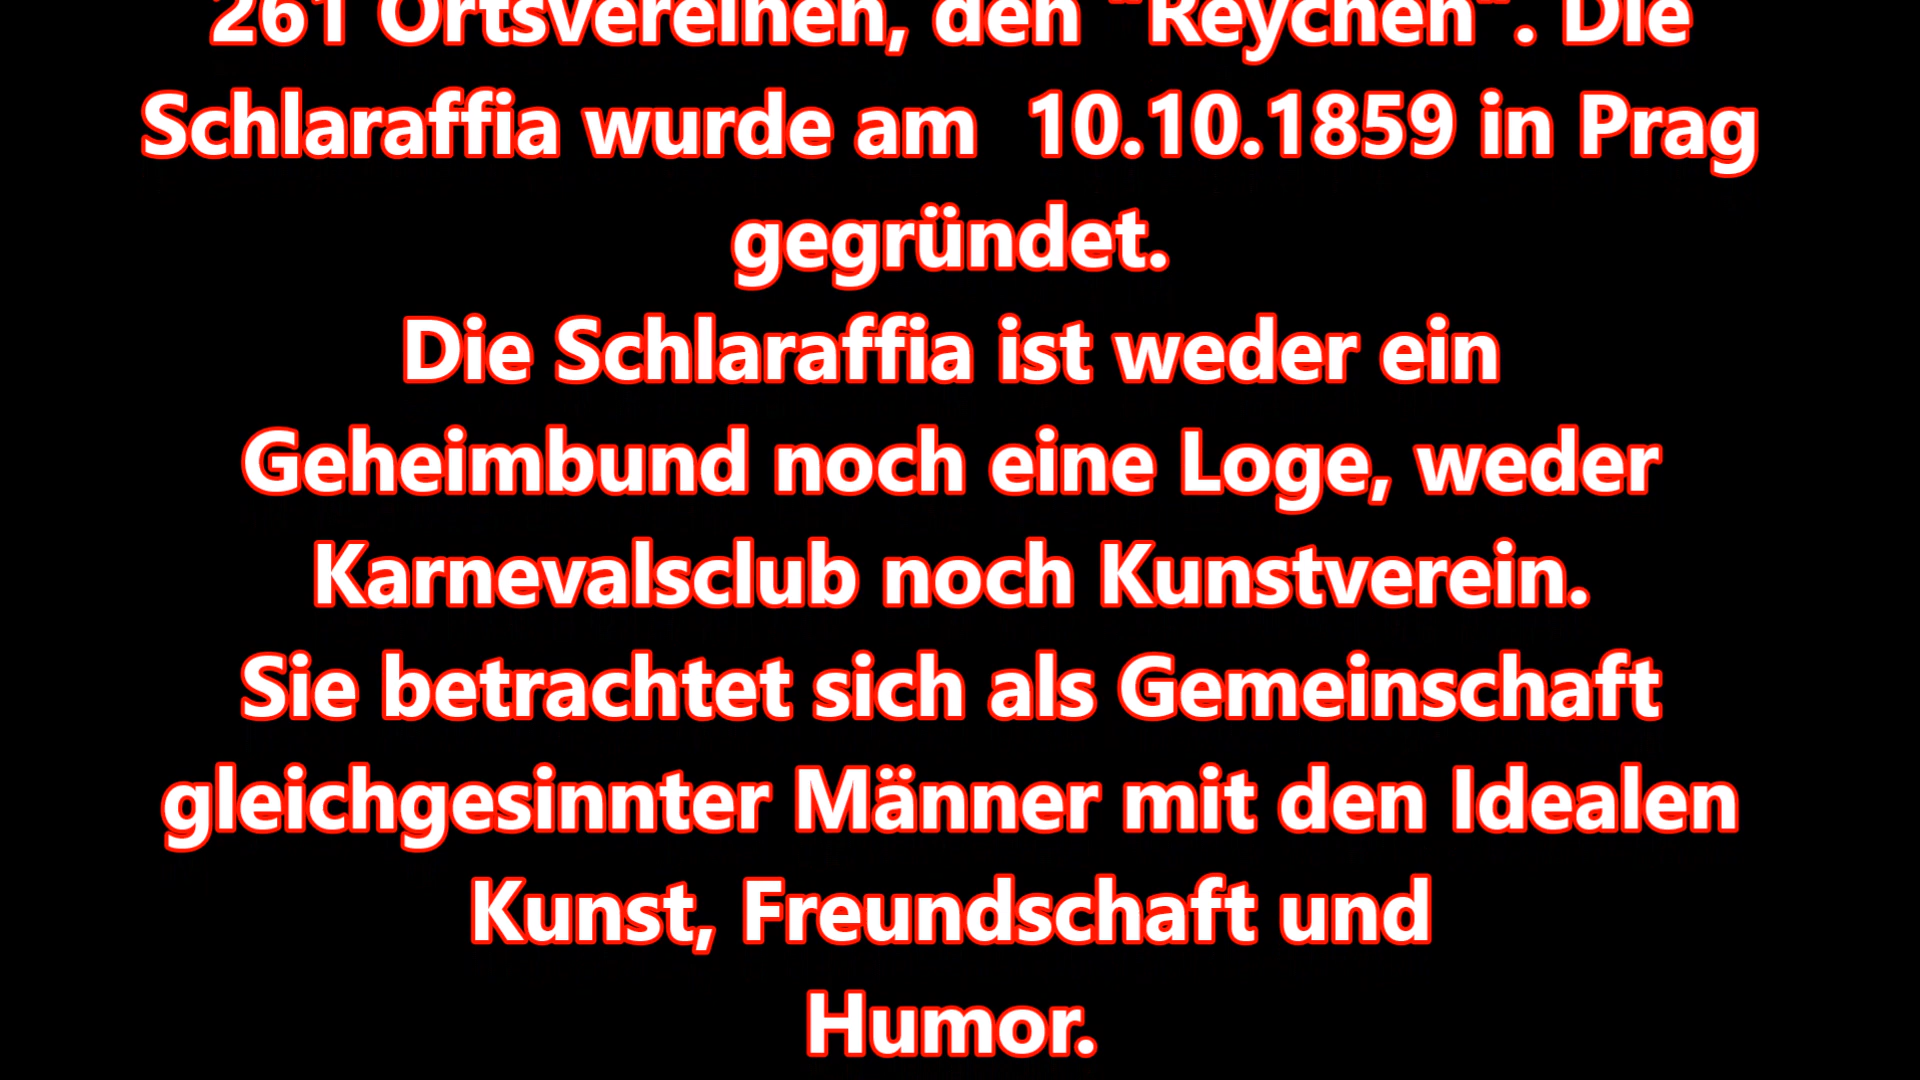 261 Ortsvereinen, den "Reychen". Die
Schlaraffia wurde am 10.10.1859 in Prag
gegründet.
Die Schlaraffia ist weder ein
Geheimbund noch eine Loge, weder
Karnevalsclub noch Kunstverein.
Sie betrachtet sich als Gemeinschaft
gleichgesinnter Männer mit den Idealen
Kunst, Freundschaft und
Humor.